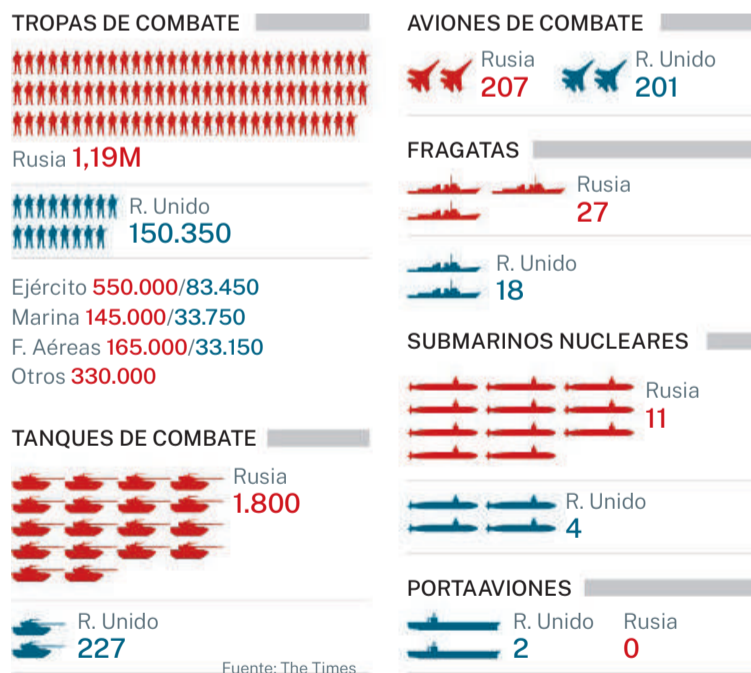 TROPAS DE COMBATE
Rusia 1,19M
R. Unido
150.350
Ejército 550.000/83.450
Marina 145.000/33.750
F. Aéreas 165.000/33.150
Otros 330.000
TANQUES DE COMBATE
Rusia
1.800
R. Unido
227
Fuente: The Times
AVIONES DE COMBATE
Rusia
207
R. Unido
201
FRAGATAS
Rusia
27
R. Unido
18
SUBMARINOS NUCLEARES
Rusia
11
R. Unido
4
PORTAAVIONES
R. Unido
2
Rusia
0